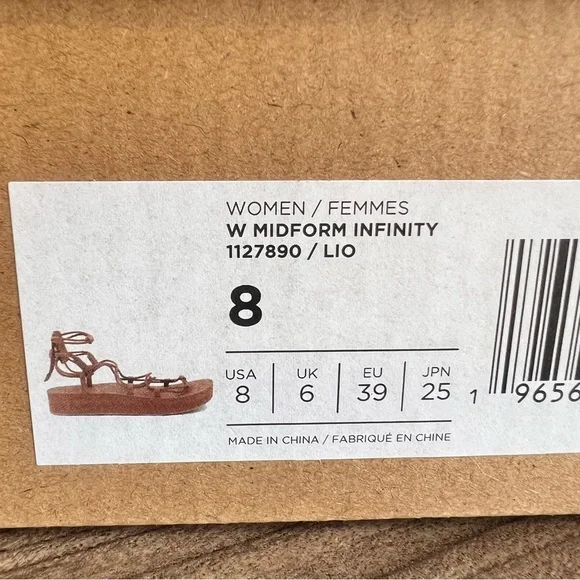 WOMEN / FEMMES
W MIDFORM INFINITY
1127890 / LIO
8
USA UK EU JPN
8 6 39 25
MADE IN CHINA / FABRIQUÉ EN CHINE
1 9656